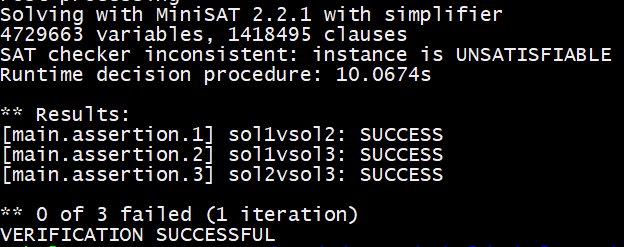 Solving with MiniSAT 2.2.1 with simplifier
4729663 variables, 1418495 clauses
SAT checker inconsistent: instance is UNSATISFIABLE
Runtime decision procedure: 10.0674s
** Results:
[main.assertion.1] sol1vsol2: SUCCESS
[main.assertion.2] sol1vsol3: SUCCESS
[main.assertion.3] sol2vsol3: SUCCESS
** 0 of 3 failed (1 iteration)
VERIFICATION SUCCESSFUL